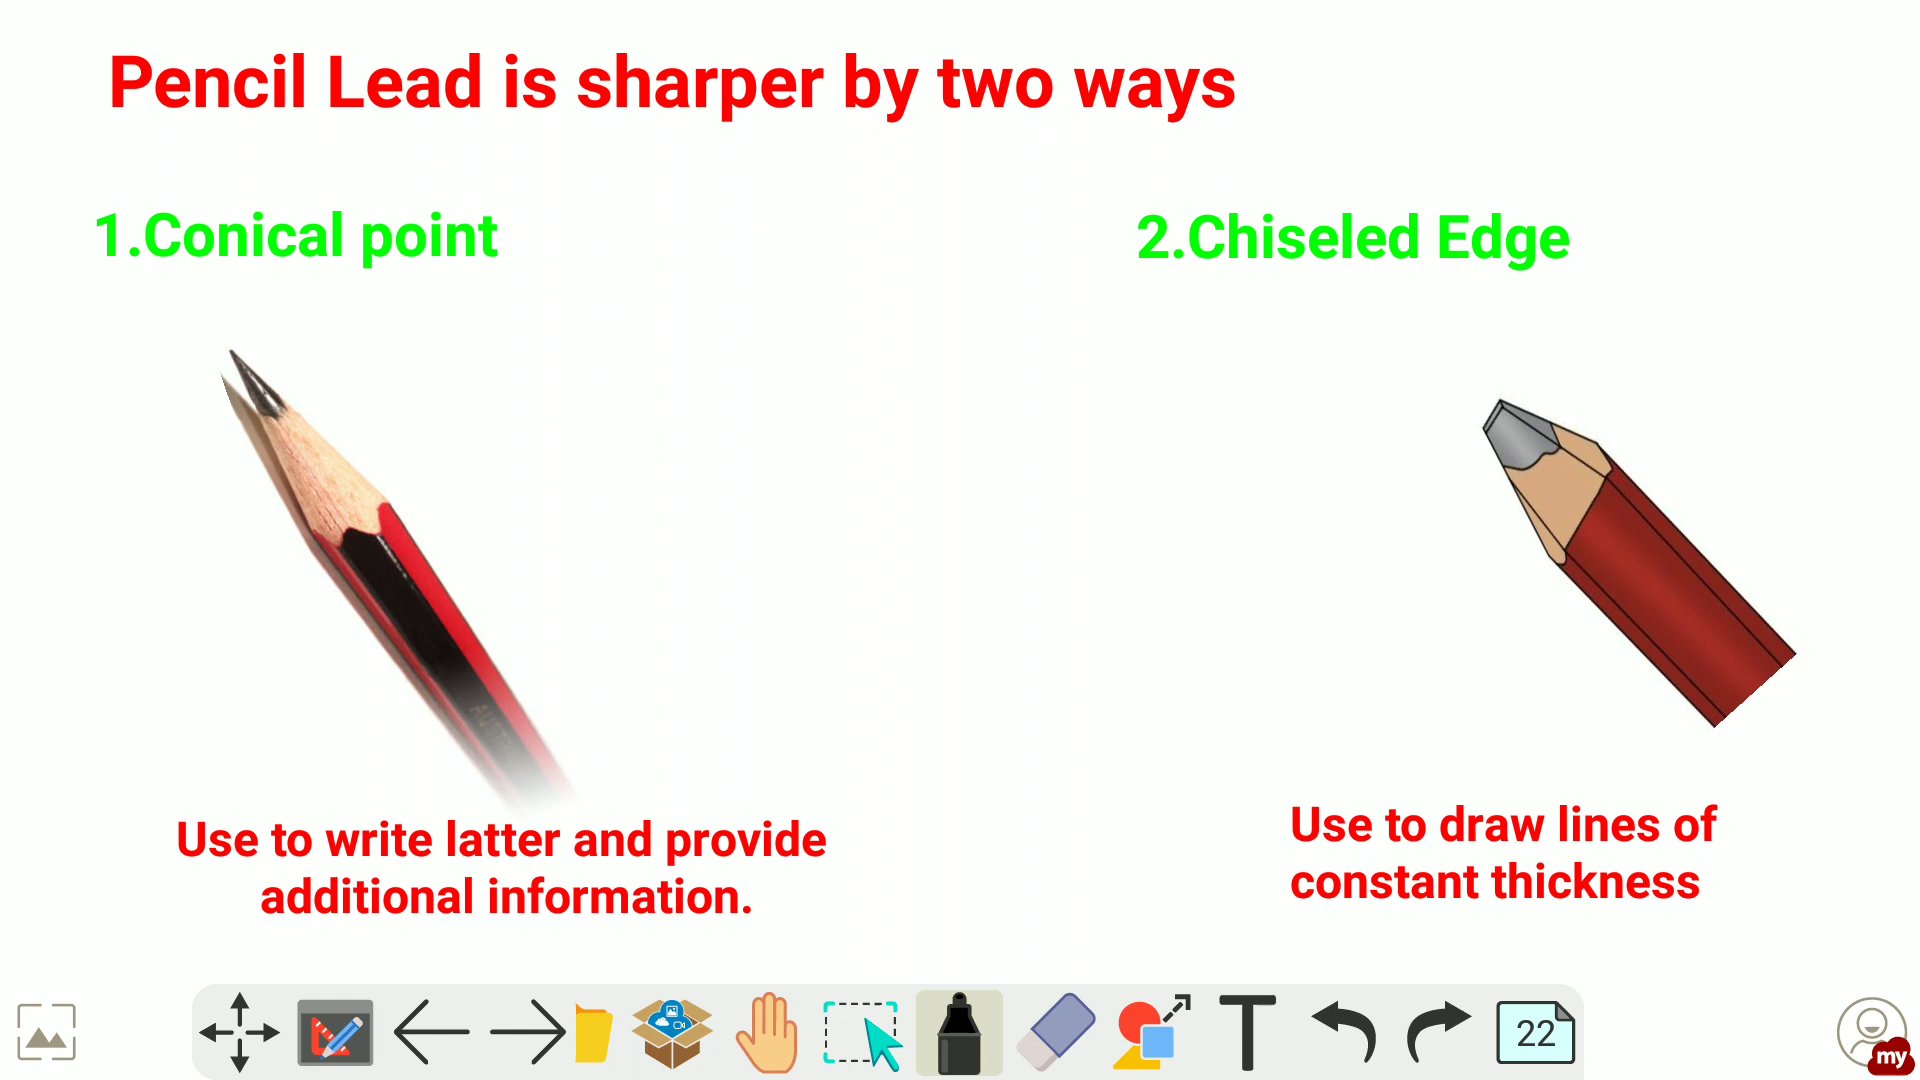 Pencil Lead is sharper by two ways
1.Conical point
2.Chiseled Edge
Use to write latter and provide
additional information.
Use to draw lines of
constant thickness
22
my